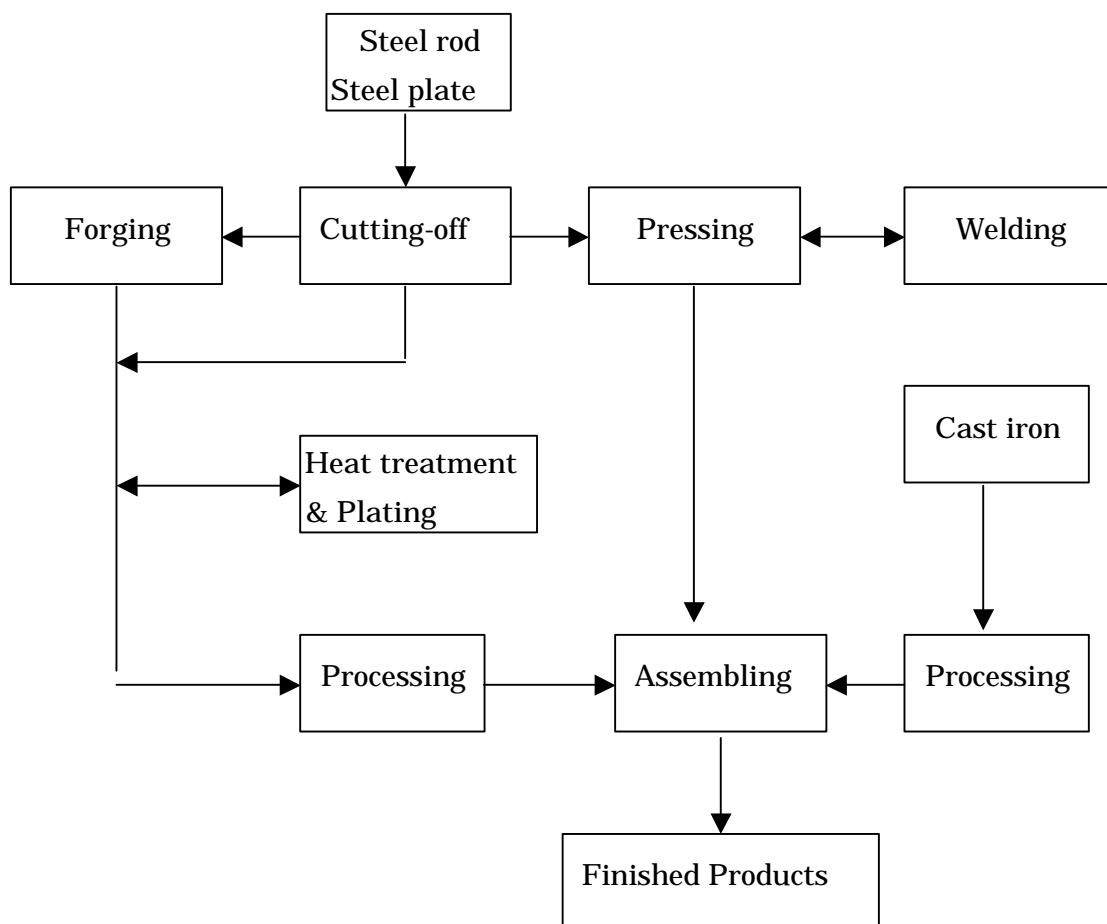 Steel rod
Steel plate
Forging
Cutting-off
Pressing
Welding
Cast iron
Heat treatment
& Plating
Processing
Assembling
Processing
Finished Products